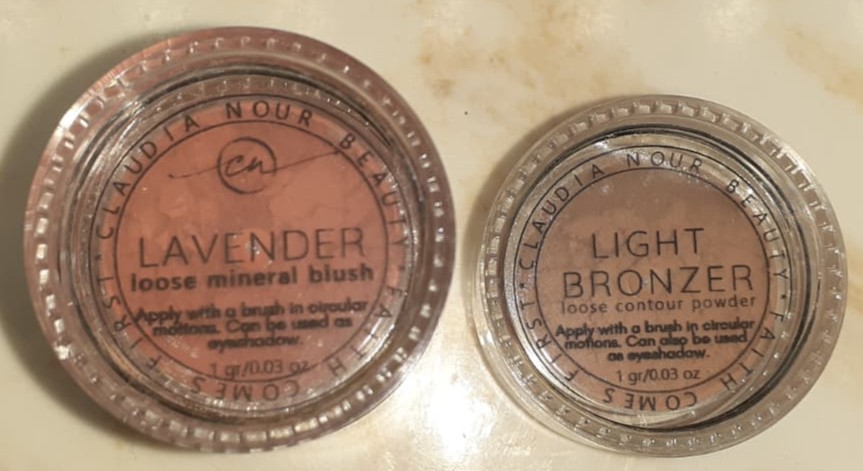 CLAUDIA NOUR BEAUTY · FAITH COMES FIRST ·
cn
LAVENDER
loose mineral blush
Apply with a brush in circular
motions. Can be used as
eyeshadow.
1 gr/0.03 oz
CLAUDIA NOUR BEAUTY · FAITH COMES FIRST ·
LIGHT
BRONZER
loose contour powder
Apply with a brush in circular
motions. Can also be used
as eyeshadow.
1 gr/0.03 oz